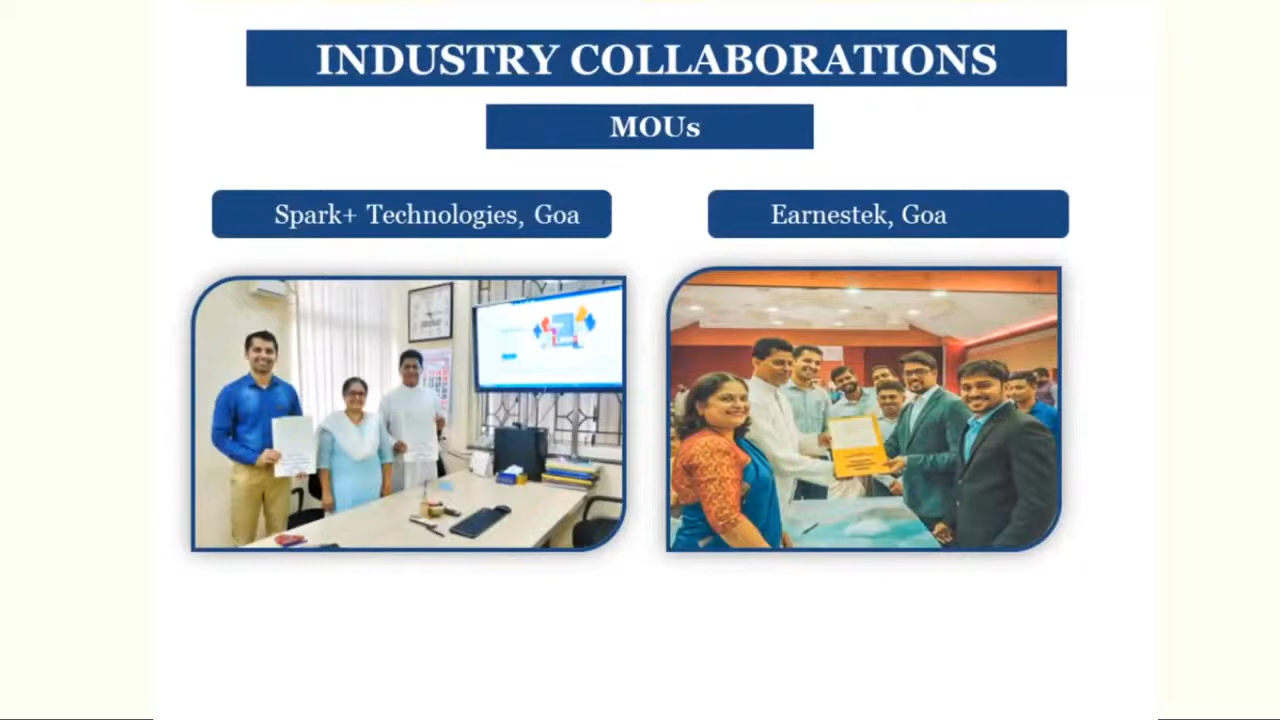 INDUSTRY COLLABORATIONS
MOUs
Spark+ Technologies, Goa
Earnestek, Goa